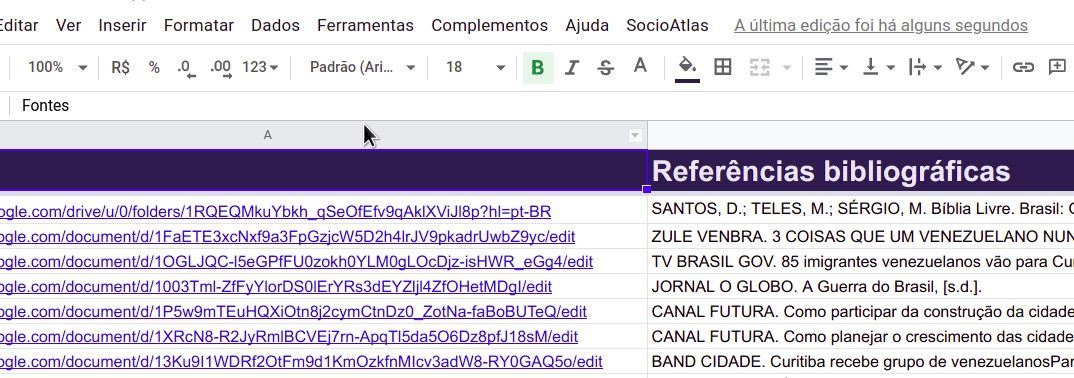 Editar Ver Inserir Formatar Dados Ferramentas Complementos Ajuda SocioAtlas A última edição foi há alguns segundos
100% R$ % .0 .00 123 Padrão (Ari... 18 B I S A
Fontes
A
Referências bibliográficas
ogle.com/drive/u/0/folders/1RQEQMkuYbkh_qSeOfEfv9qAklXViJl8p?hl=pt-BR SANTOS, D.; TELES, M.; SÉRGIO, M. Bíblia Livre. Brasil:
ogle.com/document/d/1FaETE3xcNxf9a3FpGzjcW5D2h4lrJV9pkadrUwbZ9yc/edit ZULE VENBRA. 3 COISAS QUE UM VENEZUELANO NUN
ogle.com/document/d/1OGLJQC-l5eGPfFU0zokh0YLM0gLOcDjz-isHWR_eGg4/edit TV BRASIL GOV. 85 imigrantes venezuelanos vão para Cu
ogle.com/document/d/1003Tml-ZfFyYlorDS0lErYRs3dEYZljl4ZfOHetMDgI/edit JORNAL O GLOBO. A Guerra do Brasil, [s.d.].
ogle.com/document/d/1P5w9mTEuHQXiOtn8j2cymCtnDz0_ZotNa-faBoBUTeQ/edit CANAL FUTURA. Como participar da construção da cidade
ogle.com/document/d/1XRcN8-R2JyRmlBCVEj7rn-ApqTl5da5O6Dz8pfJ18sM/edit CANAL FUTURA. Como planejar o crescimento das cidade
ogle.com/document/d/13Ku9I1WDRf2OtFm9d1KmOzkfnMIcv3adW8-RY0GAQ5o/edit BAND CIDADE. Curitiba recebe grupo de venezuelanosPar